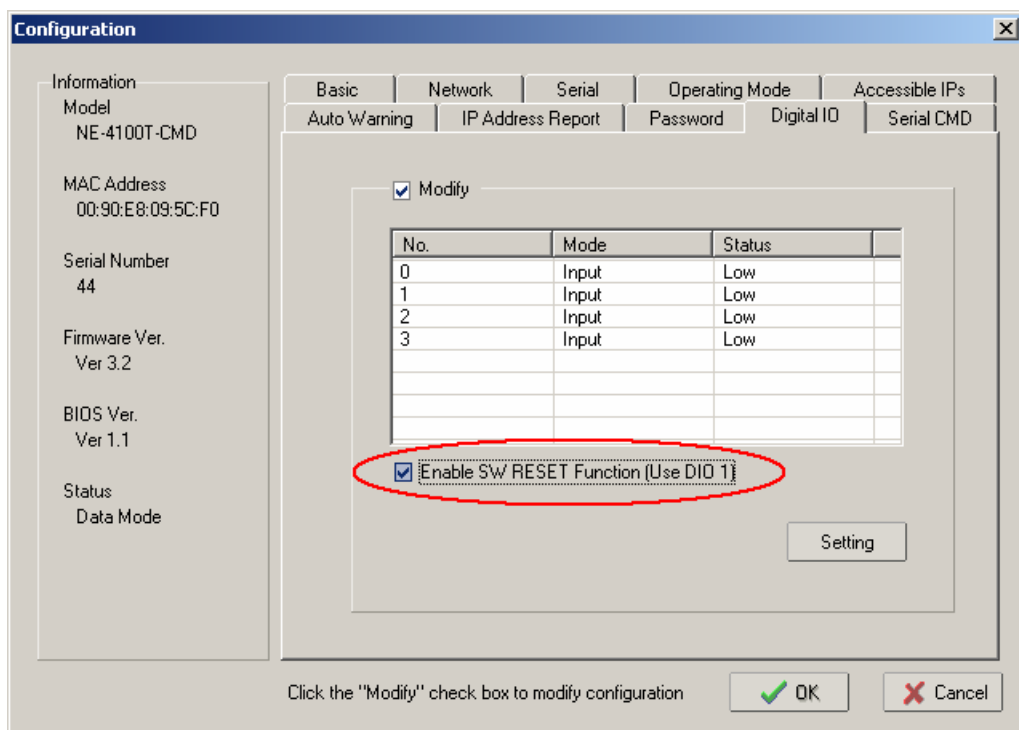 Configuration
Information
Model
NE-4100T-CMD
MAC Address
00:90:E8:09:5C:F0
Serial Number
44
Firmware Ver.
Ver 3.2
BIOS Ver.
Ver 1.1
Status
Data Mode
Basic Network Serial Operating Mode Accessible IPs
Auto Warning IP Address Report Password Digital IO Serial CMD
Modify
No. Mode Status
0 Input Low
1 Input Low
2 Input Low
3 Input Low
Enable SW RESET Function (Use DIO 1)
Setting
Click the "Modify" check box to modify configuration
OK
Cancel